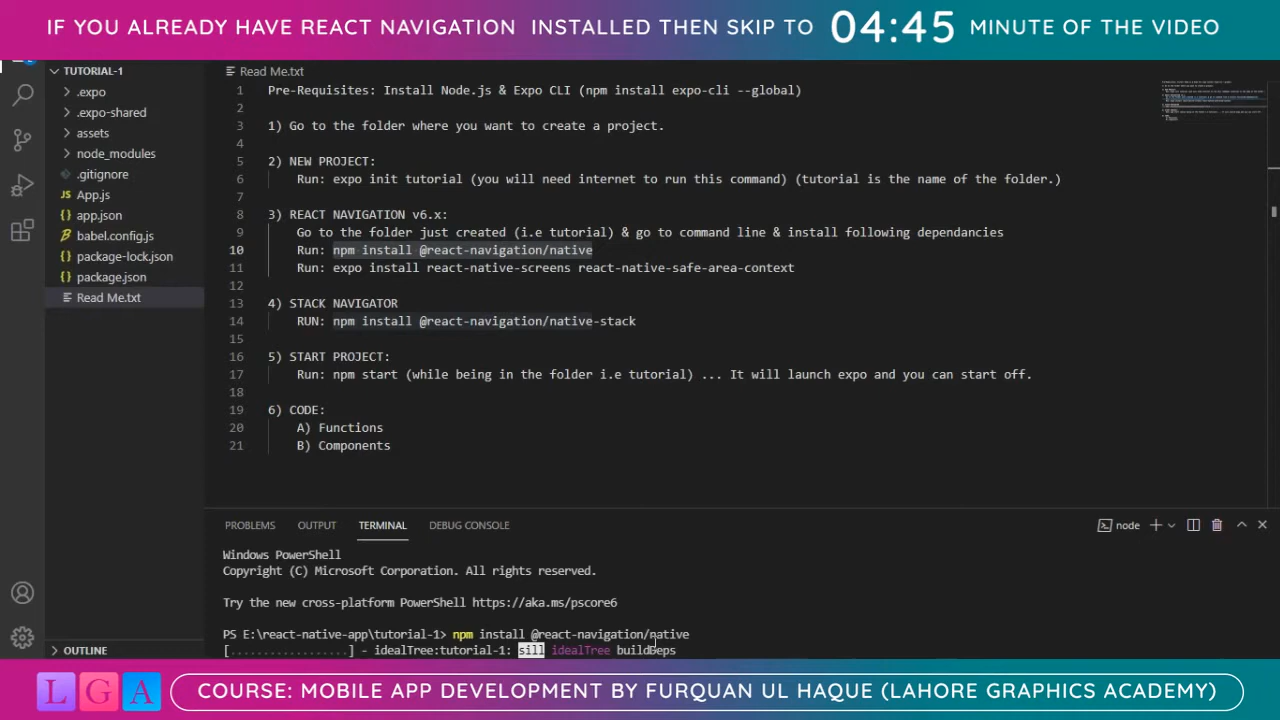 IF YOU ALREADY HAVE REACT NAVIGATION INSTALLED THEN SKIP TO 04:45 MINUTE OF THE VIDEO
TUTORIAL-1
.expo
.expo-shared
assets
node_modules
.gitignore
App.js
app.json
babel.config.js
package-lock.json
package.json
Read Me.txt
OUTLINE
Read Me.txt
1 Pre-Requisites: Install Node.js & Expo CLI (npm install expo-cli --global)
2
3 1) Go to the folder where you want to create a project.
4
5 2) NEW PROJECT:
6 Run: expo init tutorial (you will need internet to run this command) (tutorial is the name of the folder.)
7
8 3) REACT NAVIGATION v6.x:
9 Go to the folder just created (i.e tutorial) & go to command line & install following dependancies
10 Run: npm install @react-navigation/native
11 Run: expo install react-native-screens react-native-safe-area-context
12
13 4) STACK NAVIGATOR
14 RUN: npm install @react-navigation/native-stack
15
16 5) START PROJECT:
17 Run: npm start (while being in the folder i.e tutorial) ... It will launch expo and you can start off.
18
19 6) CODE:
20 A) Functions
21 B) Components
PROBLEMS OUTPUT TERMINAL DEBUG CONSOLE node
Windows PowerShell
Copyright (C) Microsoft Corporation. All rights reserved.
Try the new cross-platform PowerShell https://aka.ms/pscore6
PS E:\react-native-app\tutorial-1> npm install @react-navigation/native
[..................] - idealTree:tutorial-1: sill idealTree buildDeps
LGA COURSE: MOBILE APP DEVELOPMENT BY FURQUAN UL HAQUE (LAHORE GRAPHICS ACADEMY)